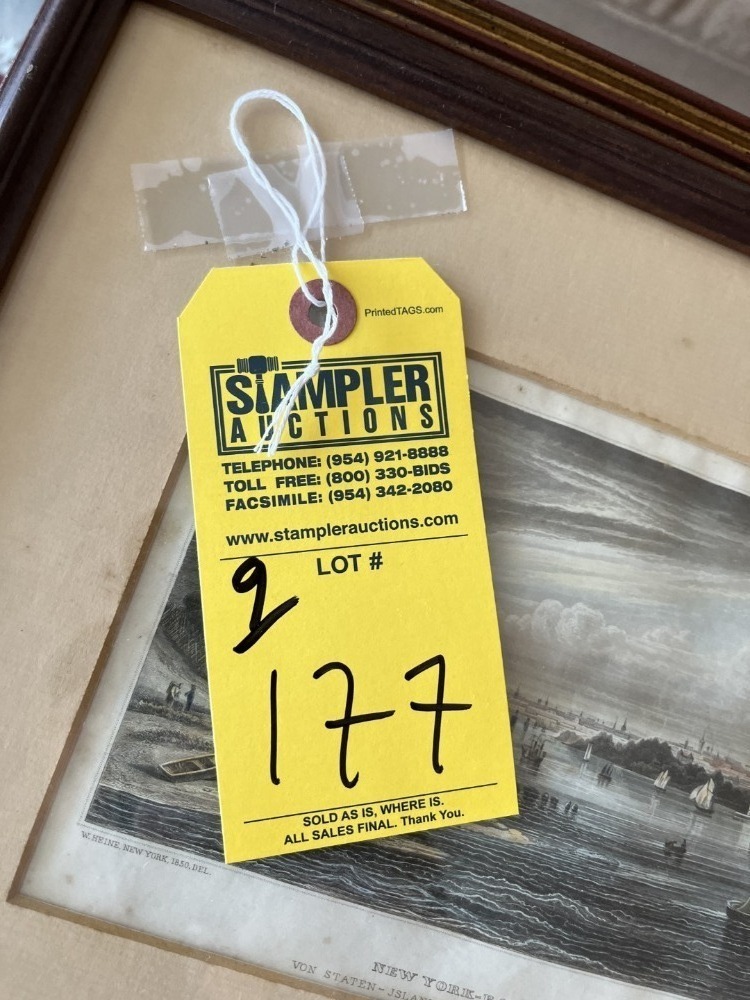 PrintedTAGS.com
STAMPLER
AUCTIONS
TELEPHONE: (954) 921-8888
TOLL FREE: (800) 330-BIDS
FACSIMILE: (954) 342-2080
www.stamplerauctions.com
LOT #
177
SOLD AS IS, WHERE IS.
ALL SALES FINAL. Thank You.
W. HEINE, NEW YORK, 1850, DEL.
NEW YORK-
VON STATEN-